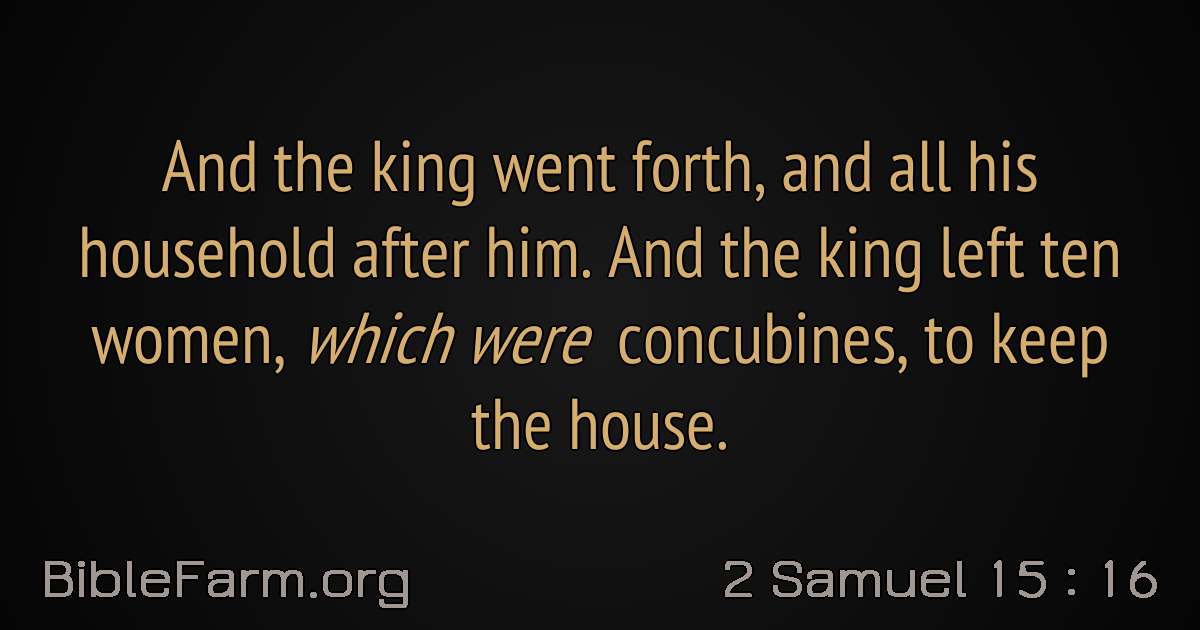 And the king went forth, and all his
household after him. And the king left ten
women, which were concubines, to keep
the house.
BibleFarm.org
2 Samuel 15 : 16